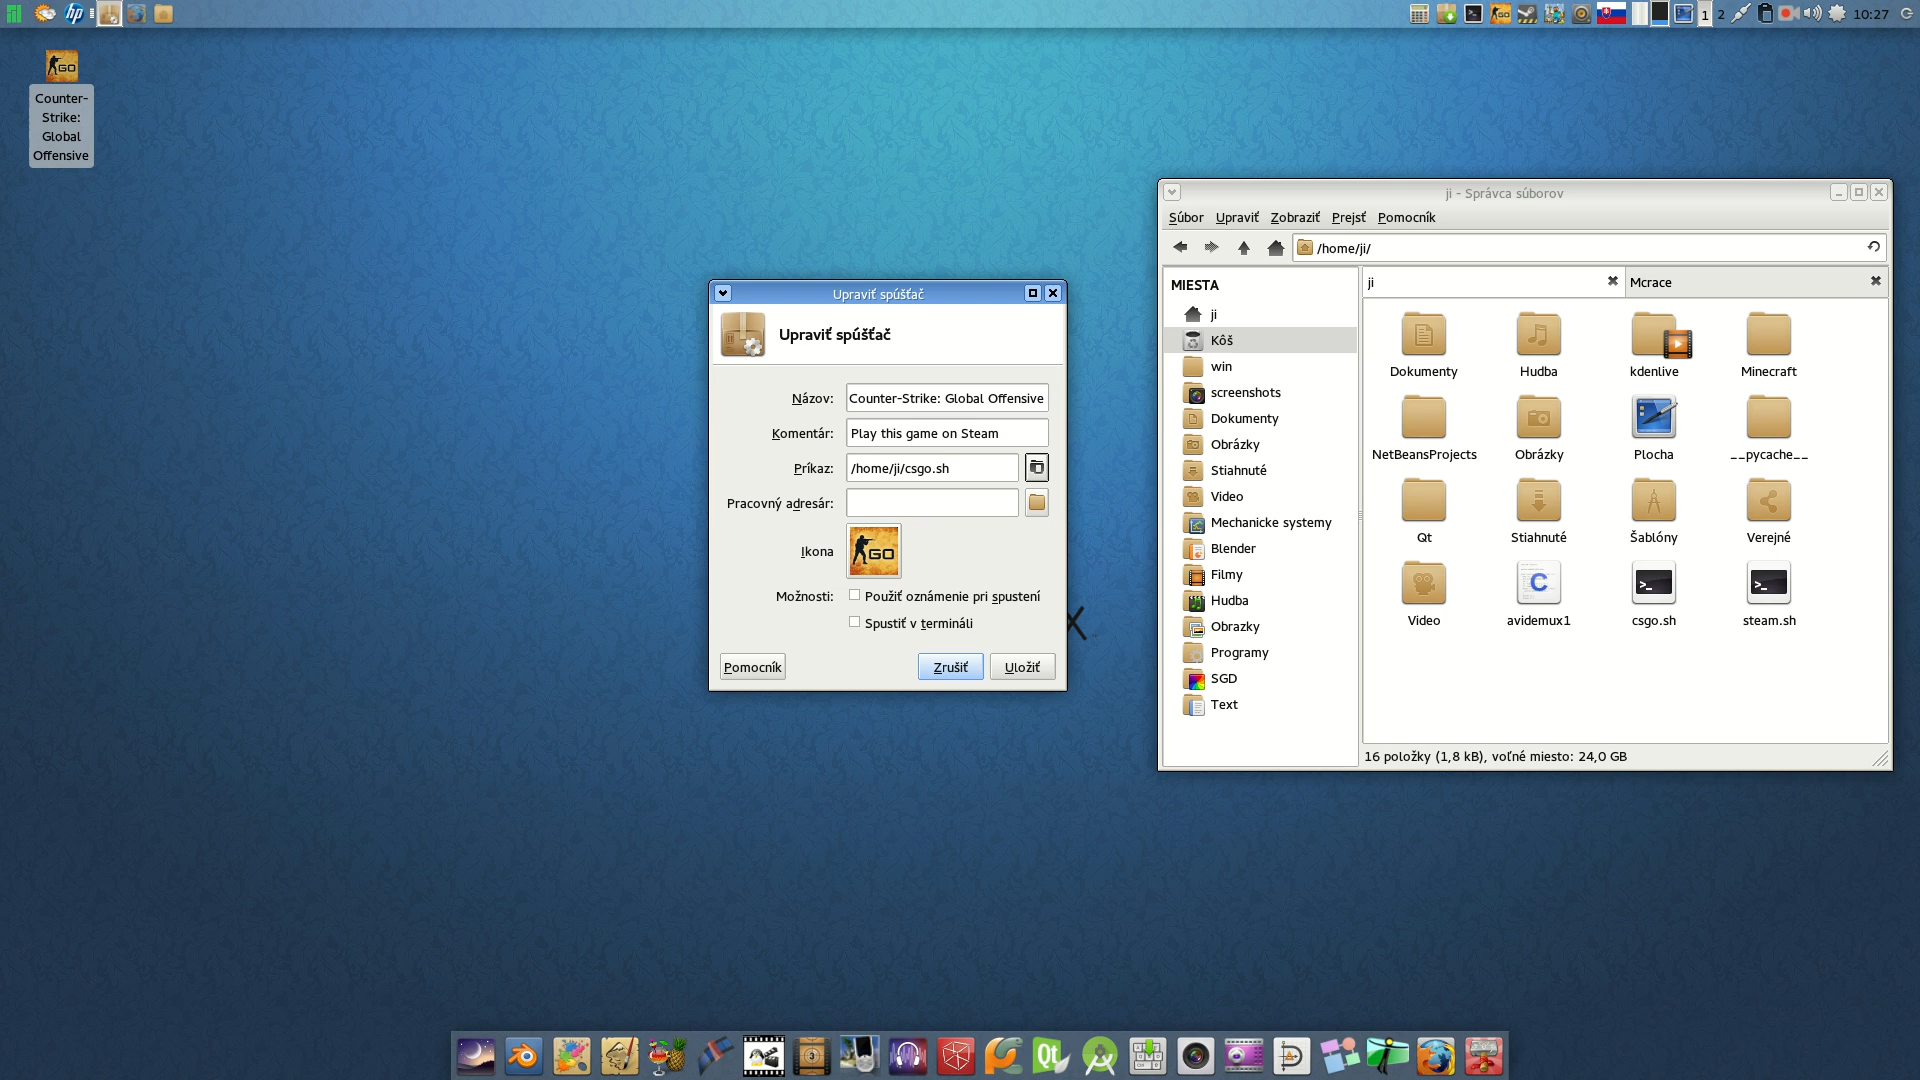 1
2
10:27
GO
Counter-
Strike:
Global
Offensive
ji - Správca súborov
Súbor Upraviť Zobraziť Prejsť Pomocník
/home/ji/
MIESTA
ji
Kôš
win
screenshots
Dokumenty
Obrázky
Stiahnuté
Video
Mechanicke systemy
Blender
Filmy
Hudba
Obrazky
Programy
SGD
Text
ji
Mcrace
Dokumenty
Hudba
kdenlive
Minecraft
NetBeansProjects
Obrázky
Plocha
__pycache__
Qt
Stiahnuté
Šablóny
Verejné
Video
avidemux1
csgo.sh
steam.sh
16 položky (1,8 kB), voľné miesto: 24,0 GB
Upraviť spúšťač
Upraviť spúšťač
Názov: Counter-Strike: Global Offensive
Komentár: Play this game on Steam
Príkaz: /home/ji/csgo.sh
Pracovný adresár:
Ikona
GO
Možnosti: Použiť oznámenie pri spustení
Spustiť v termináli
Pomocník
Zrušiť
Uložiť
X